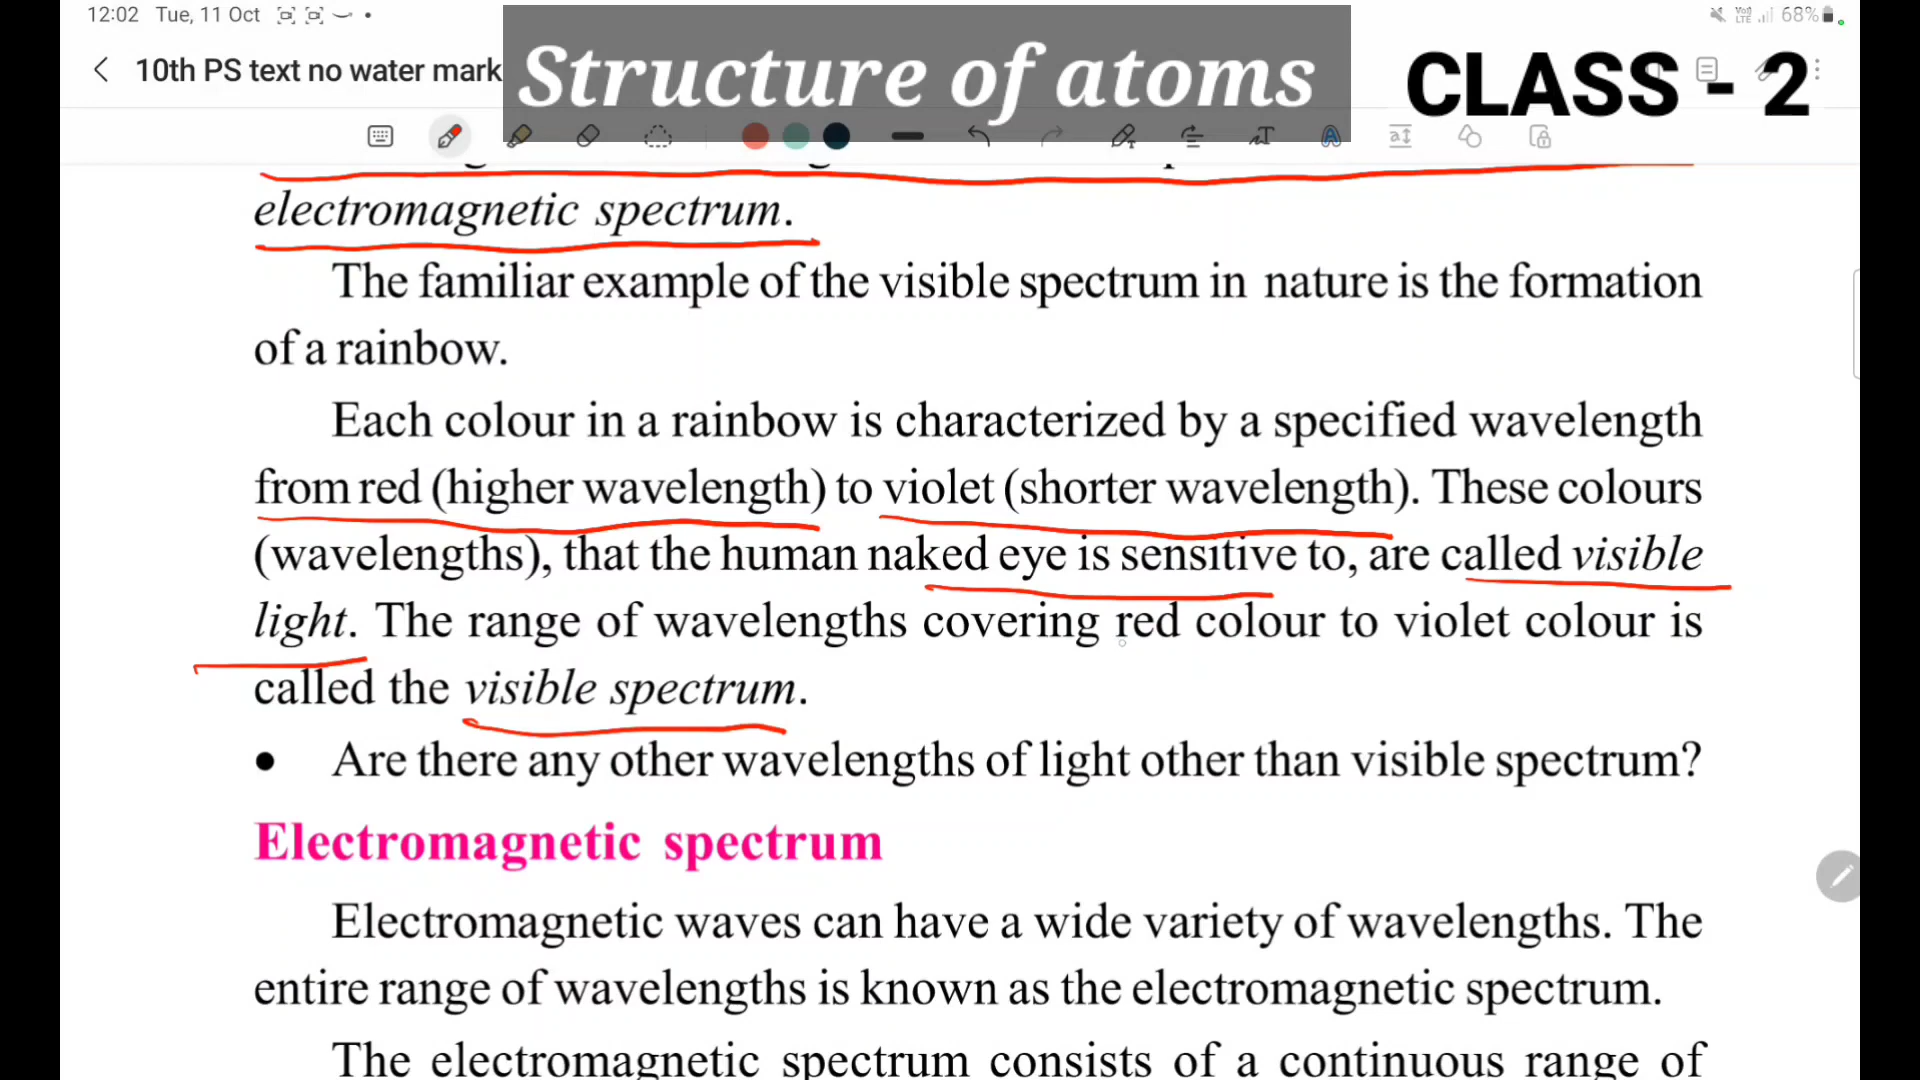 12:02 Tue, 11 Oct
68%
10th PS text no water mark
Structure of atoms
CLASS - 2
electromagnetic spectrum.
The familiar example of the visible spectrum in nature is the formation
of a rainbow.
Each colour in a rainbow is characterized by a specified wavelength
from red (higher wavelength) to violet (shorter wavelength). These colours
(wavelengths), that the human naked eye is sensitive to, are called visible
light. The range of wavelengths covering red colour to violet colour is
called the visible spectrum.
• Are there any other wavelengths of light other than visible spectrum?
Electromagnetic spectrum
Electromagnetic waves can have a wide variety of wavelengths. The
entire range of wavelengths is known as the electromagnetic spectrum.
The electromagnetic spectrum consists of a continuous range of